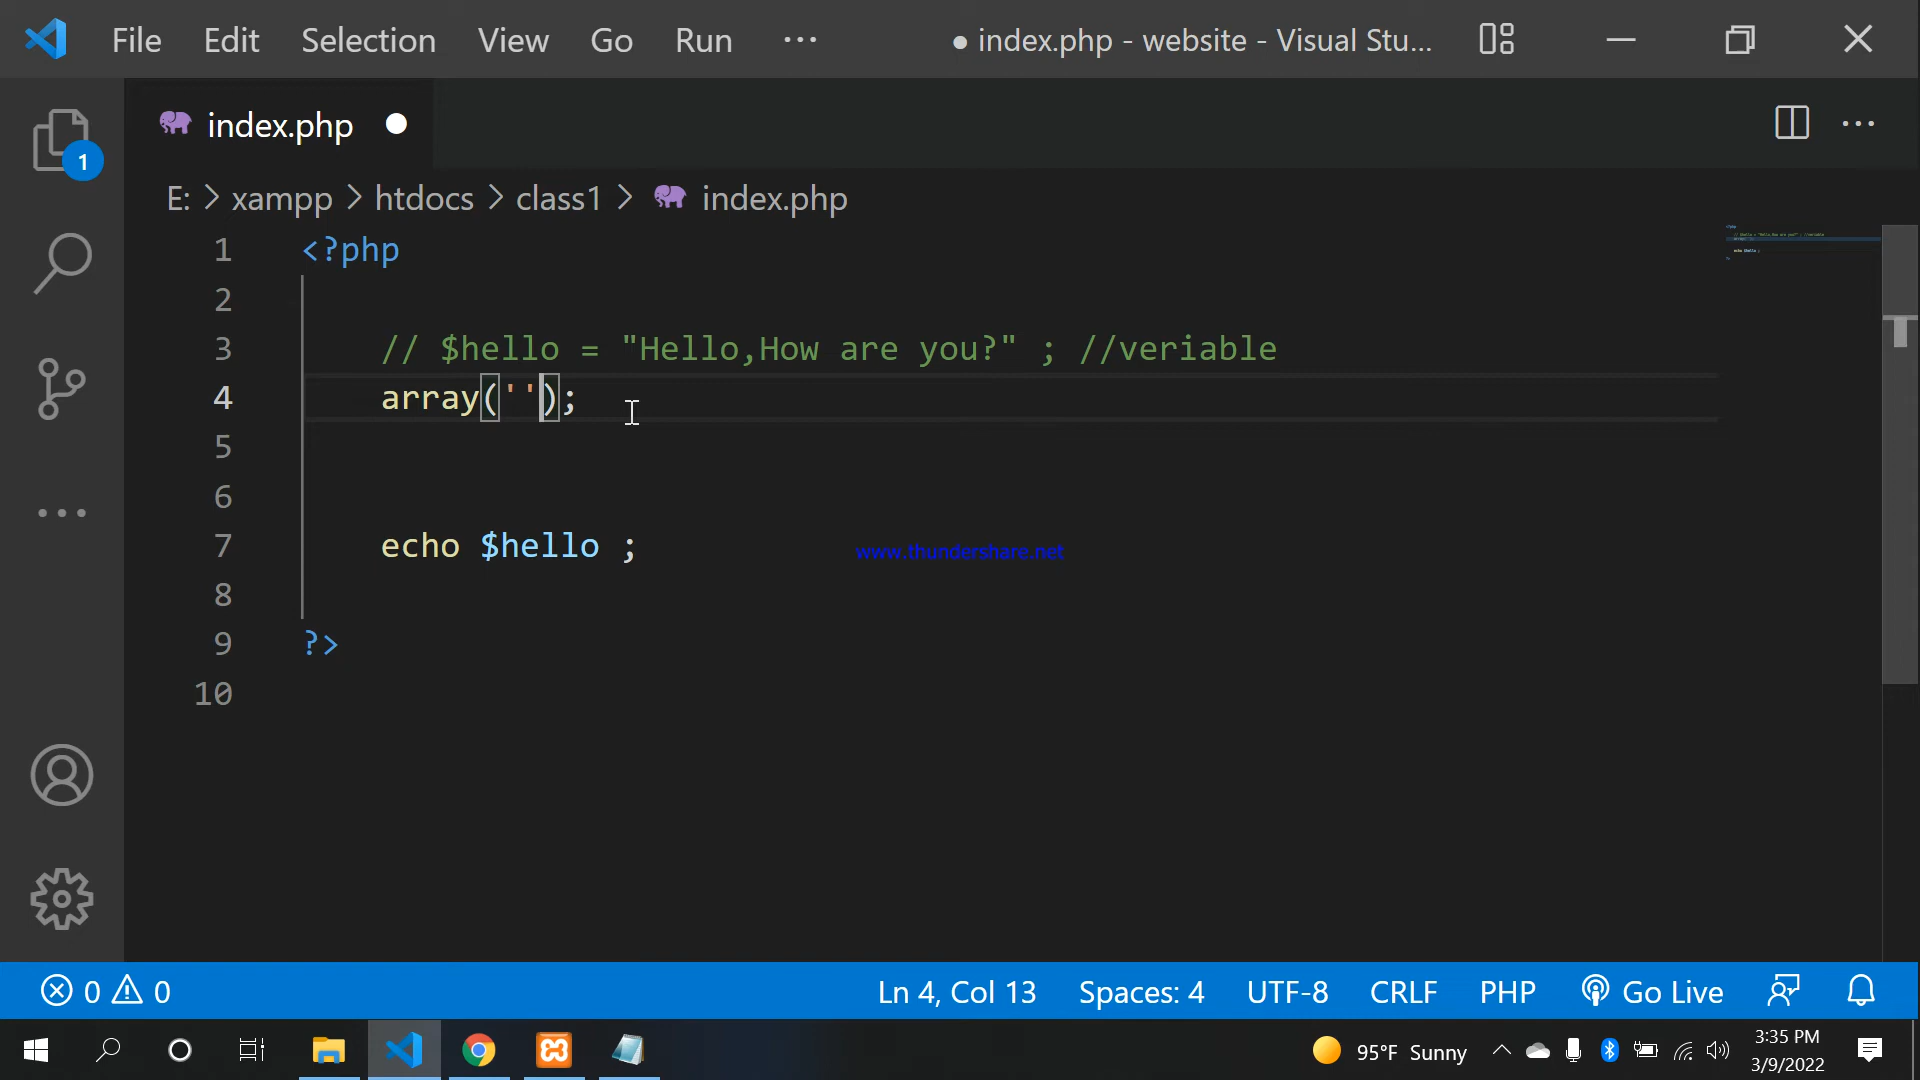 File Edit Selection View Go Run ··· ● index.php - website - Visual Stu...
index.php ●
1
E: > xampp > htdocs > class1 > index.php
1 <?php
2
3 // $hello = "Hello,How are you?" ; //veriable
4 array('');
5
6
7 echo $hello ;
www.thundershare.net
8
9 ?>
10
0 0 Ln 4, Col 13 Spaces: 4 UTF-8 CRLF PHP Go Live
95°F Sunny 3:35 PM
3/9/2022